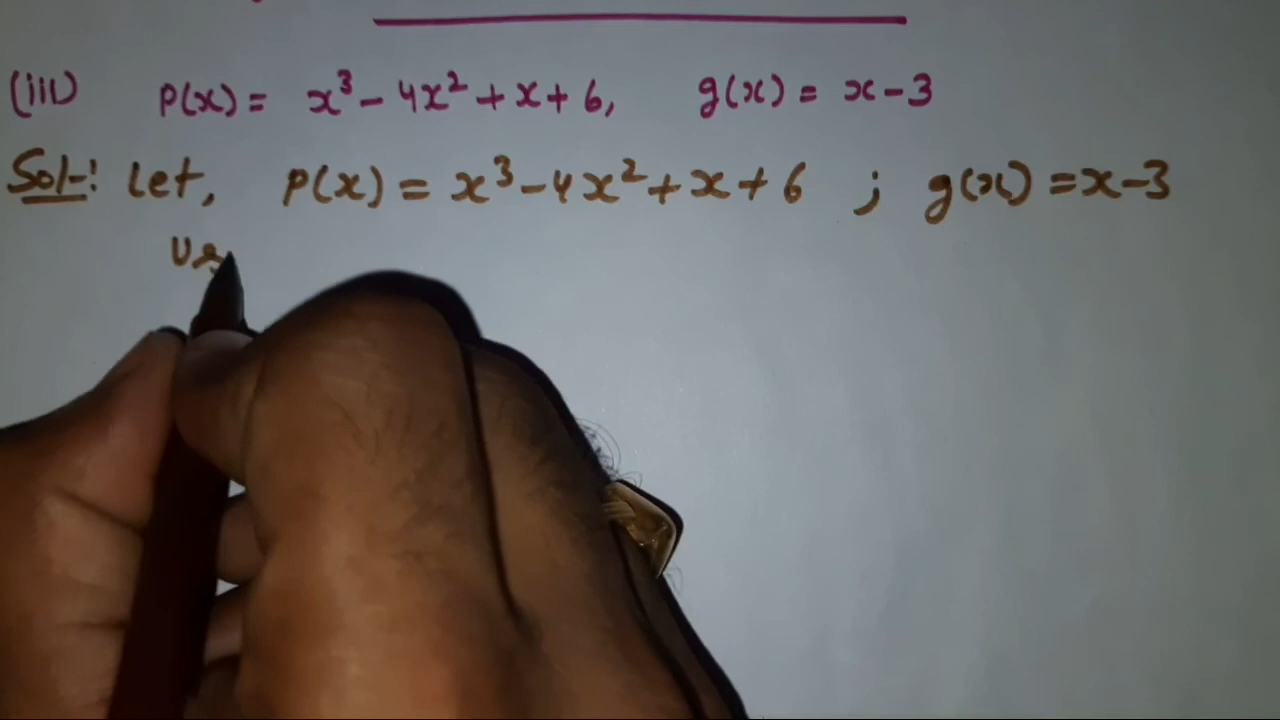 (iii) p(x) = x³ - 4x² + x + 6, g(x) = x - 3
Sol-: Let, p(x) = x³ - 4x² + x + 6 ; g(x) = x - 3